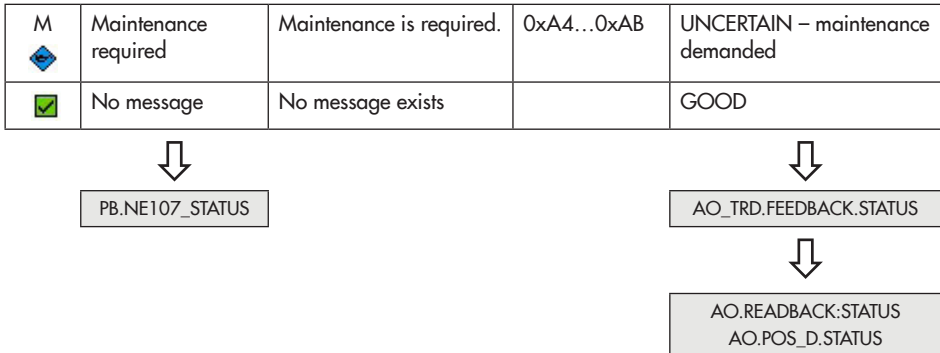 M Maintenance Maintenance is required. 0xA4…0xAB UNCERTAIN – maintenance
required demanded
No message No message exists GOOD
PB.NE107_STATUS AO_TRD.FEEDBACK.STATUS
AO.READBACK:STATUS
AO.POS_D.STATUS